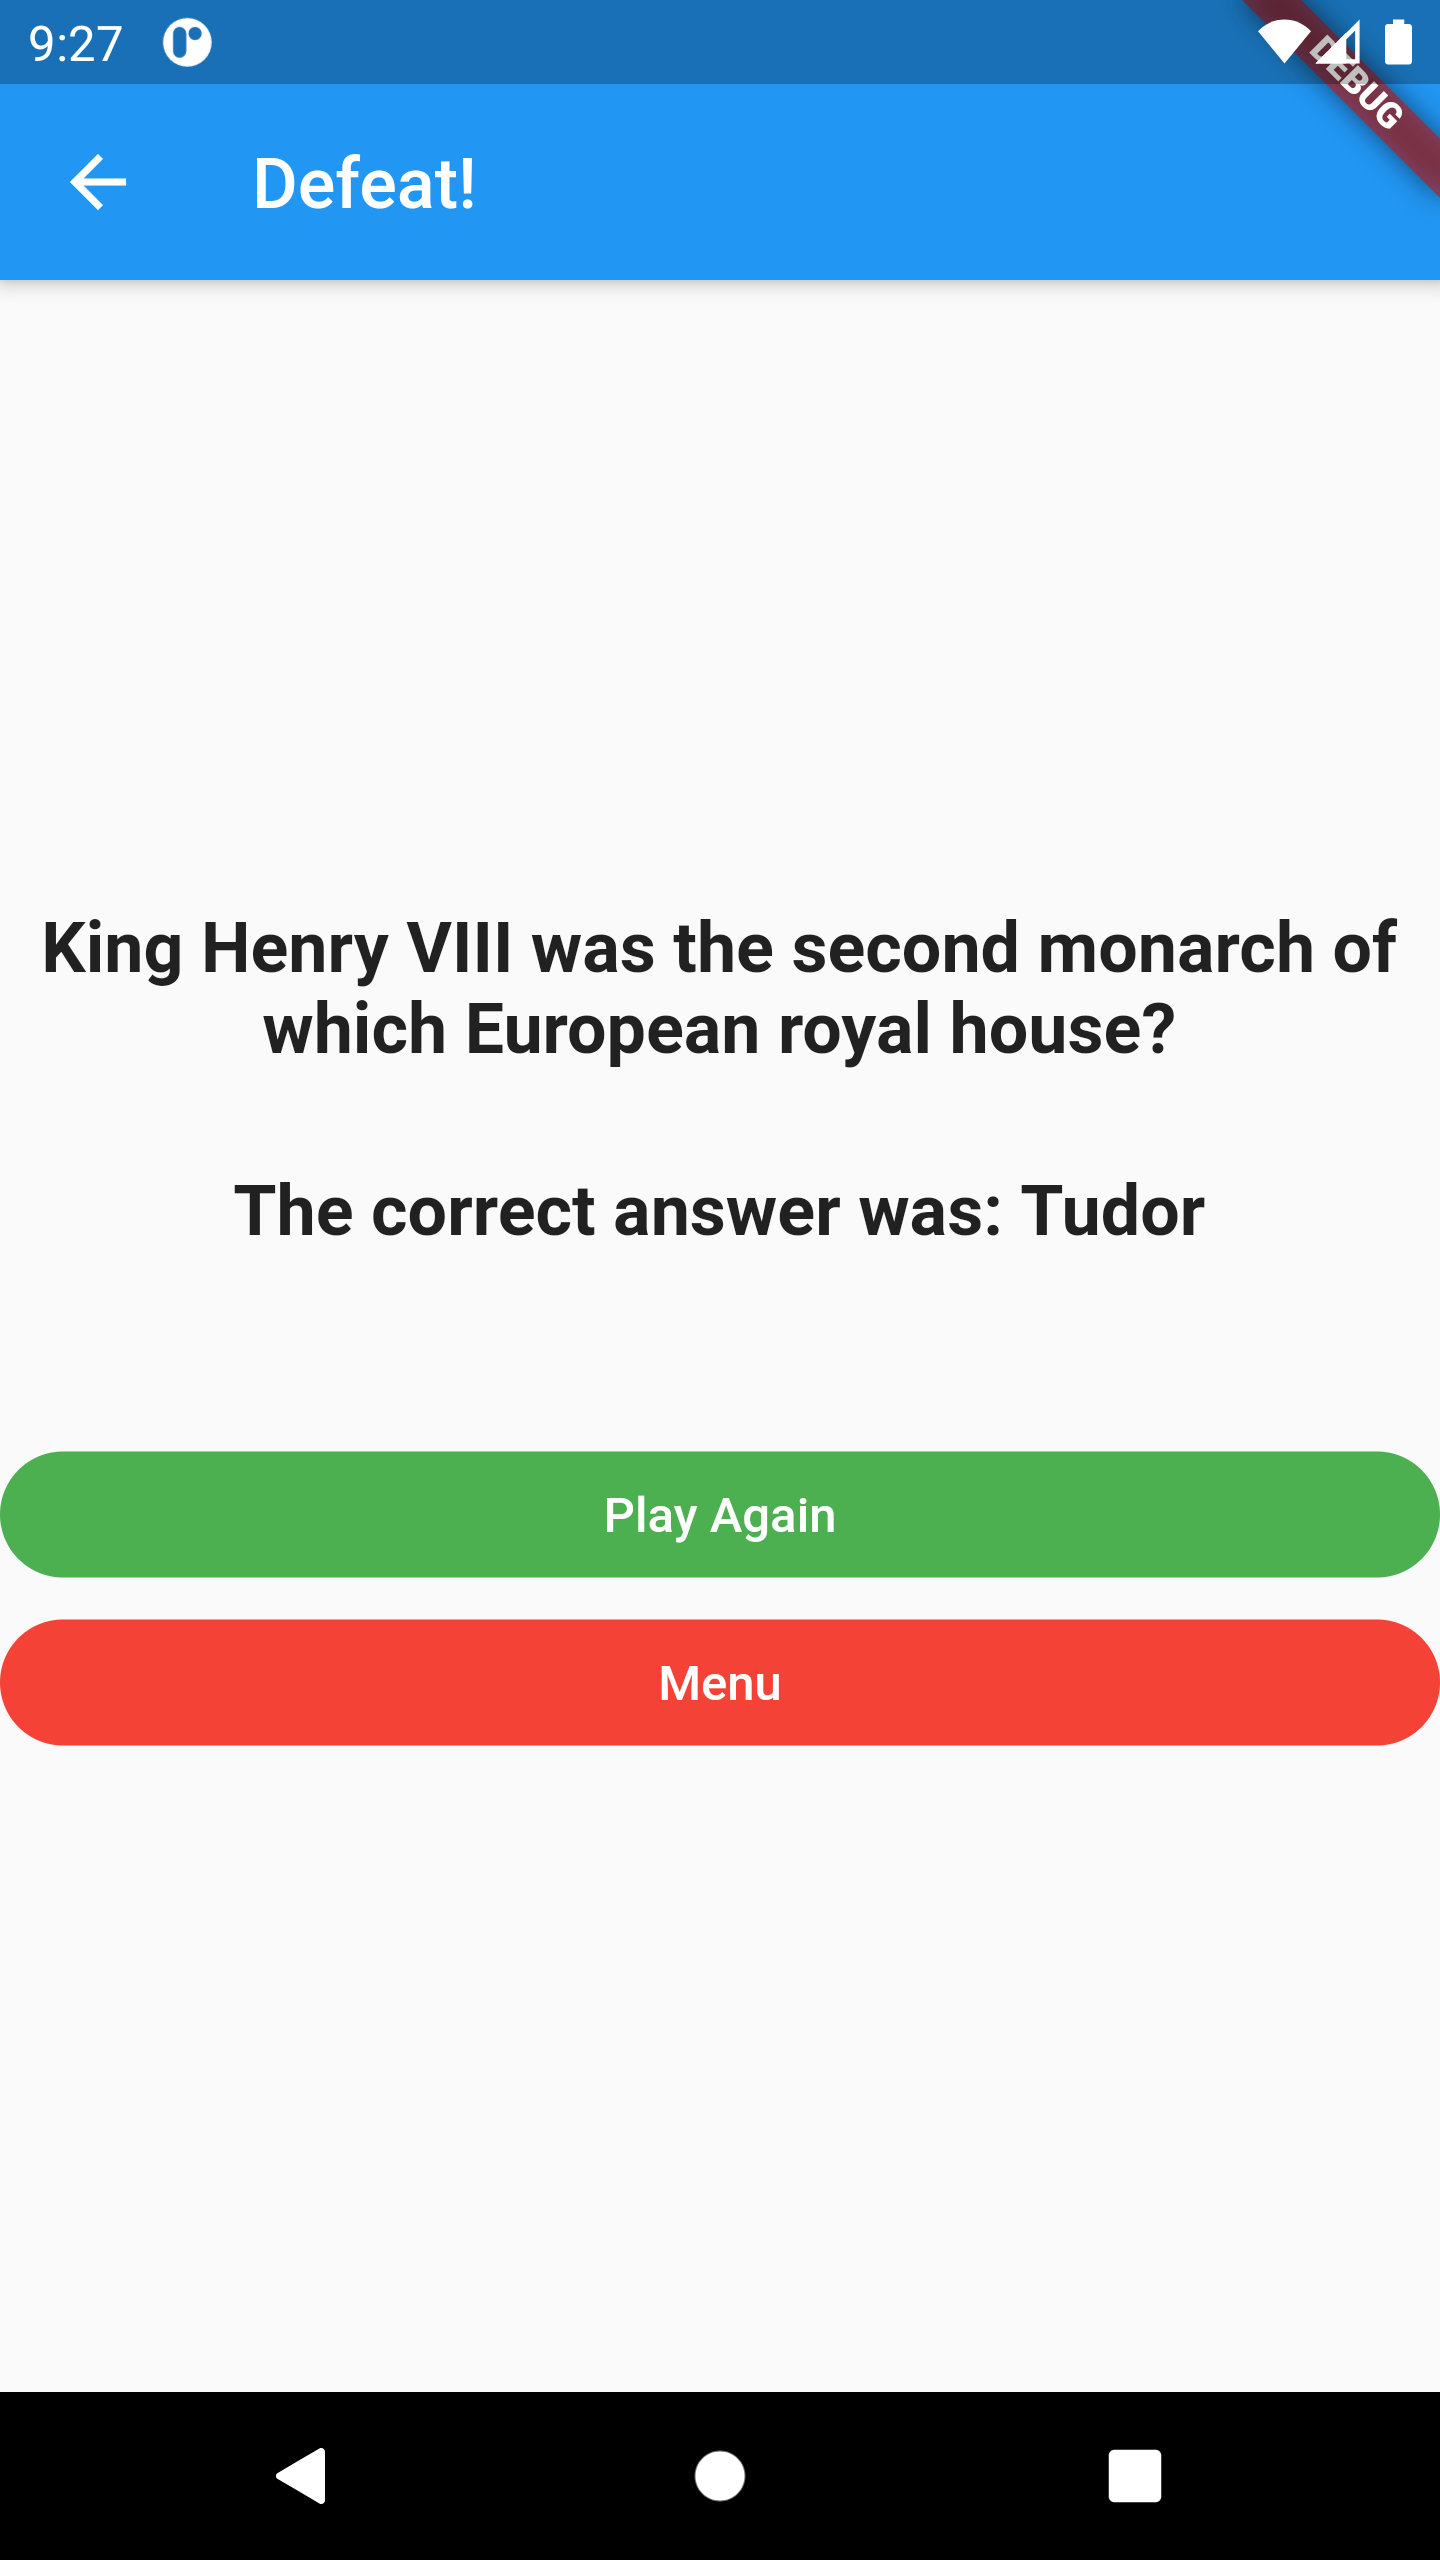 9:27
DEBUG
Defeat!
King Henry VIII was the second monarch of
which European royal house?
The correct answer was: Tudor
Play Again
Menu